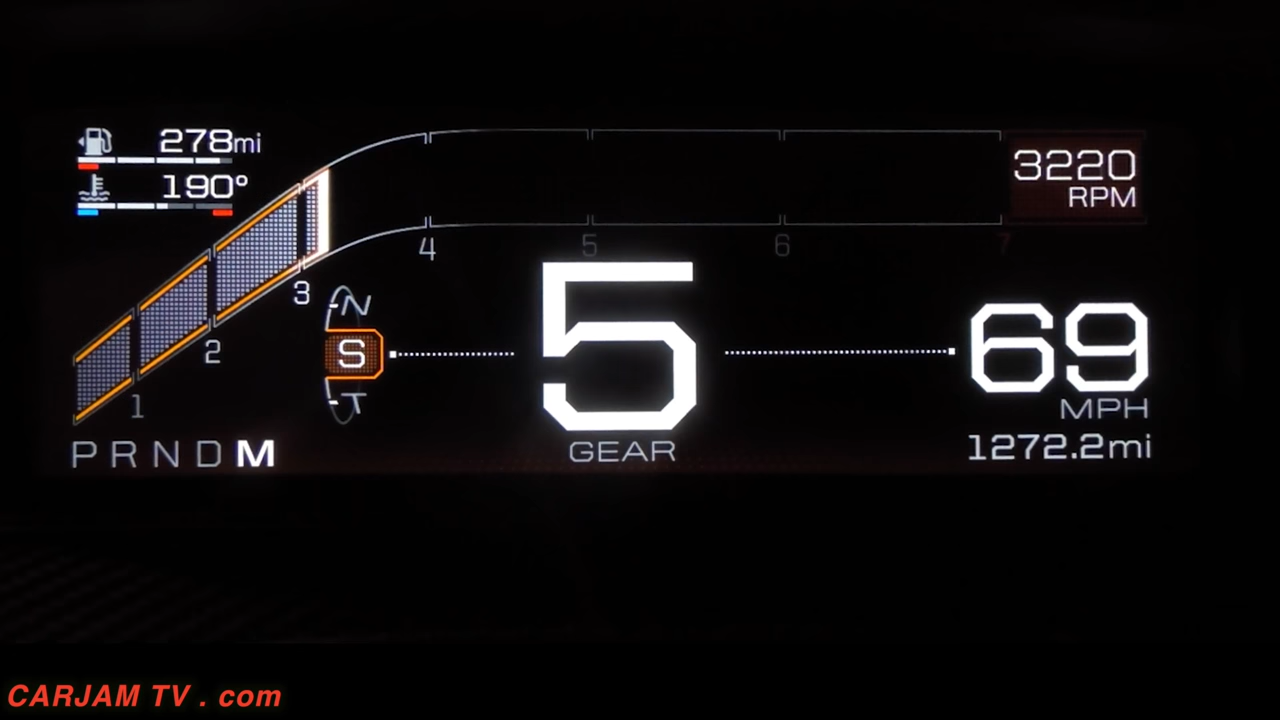 278mi
190°
3220
RPM
1
2
3
4
5
6
7
N
S
T
5
GEAR
69
MPH
1272.2mi
P R N D M
CARJAM TV . com